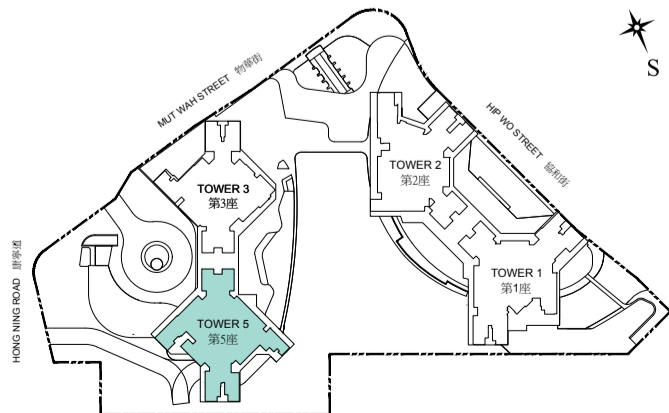 MUT WAH STREET 物華街
S
HIP WO STREET 協和街
TOWER 2
第2座
TOWER 3
第3座
HONG NING ROAD 康寧道
TOWER 1
第1座
TOWER 5
第5座